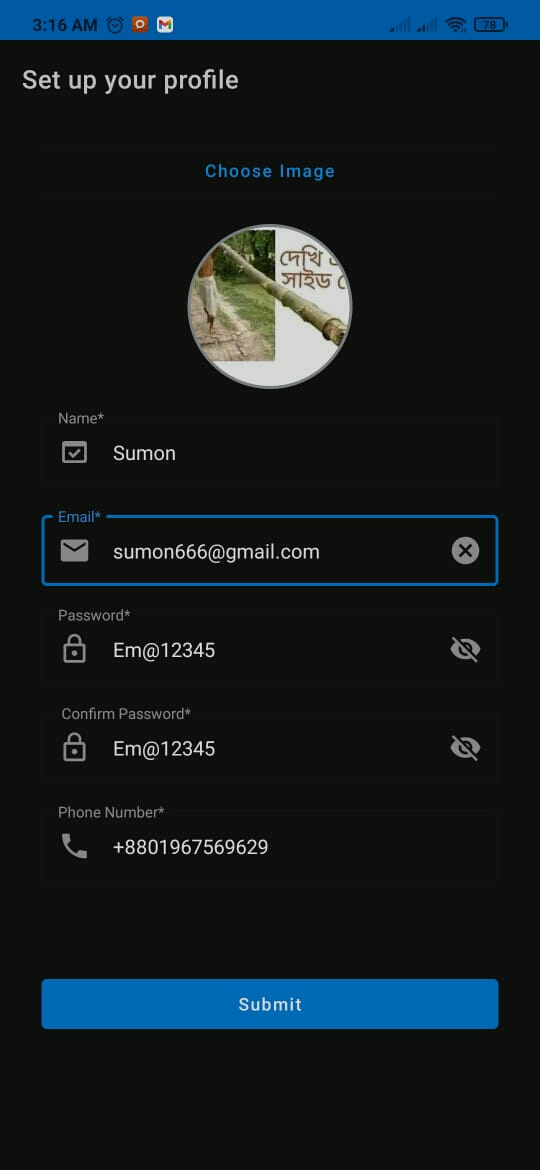 3:16 AM 78
Set up your profile
Choose Image
দেখি
সাইড
Name*
Sumon
Email*
sumon666@gmail.com
Password*
Em@12345
Confirm Password*
Em@12345
Phone Number*
+8801967569629
Submit